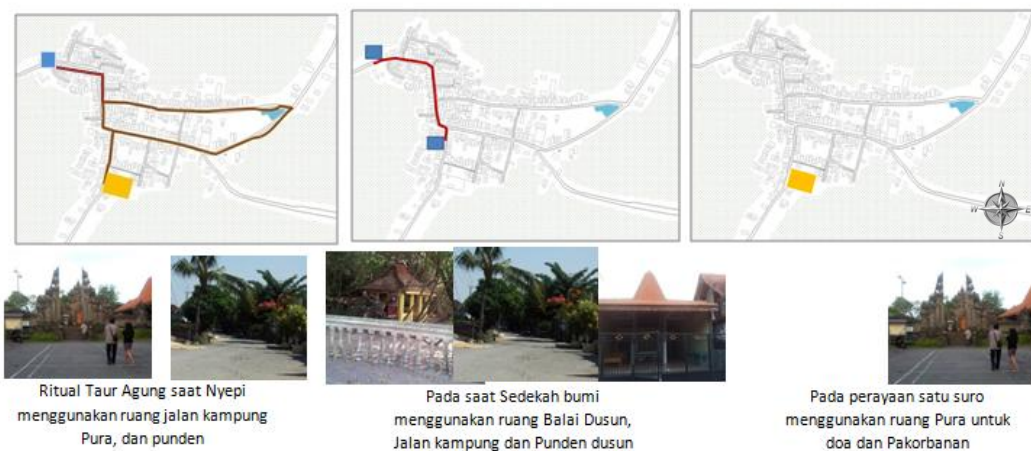 N
W
E
S
Ritual Taur Agung saat Nyepi
menggunakan ruang jalan kampung
Pura, dan punden
Pada saat Sedekah bumi
menggunakan ruang Balai Dusun,
Jalan kampung dan Punden dusun
Pada perayaan satu suro
menggunakan ruang Pura untuk
doa dan Pakorbanan